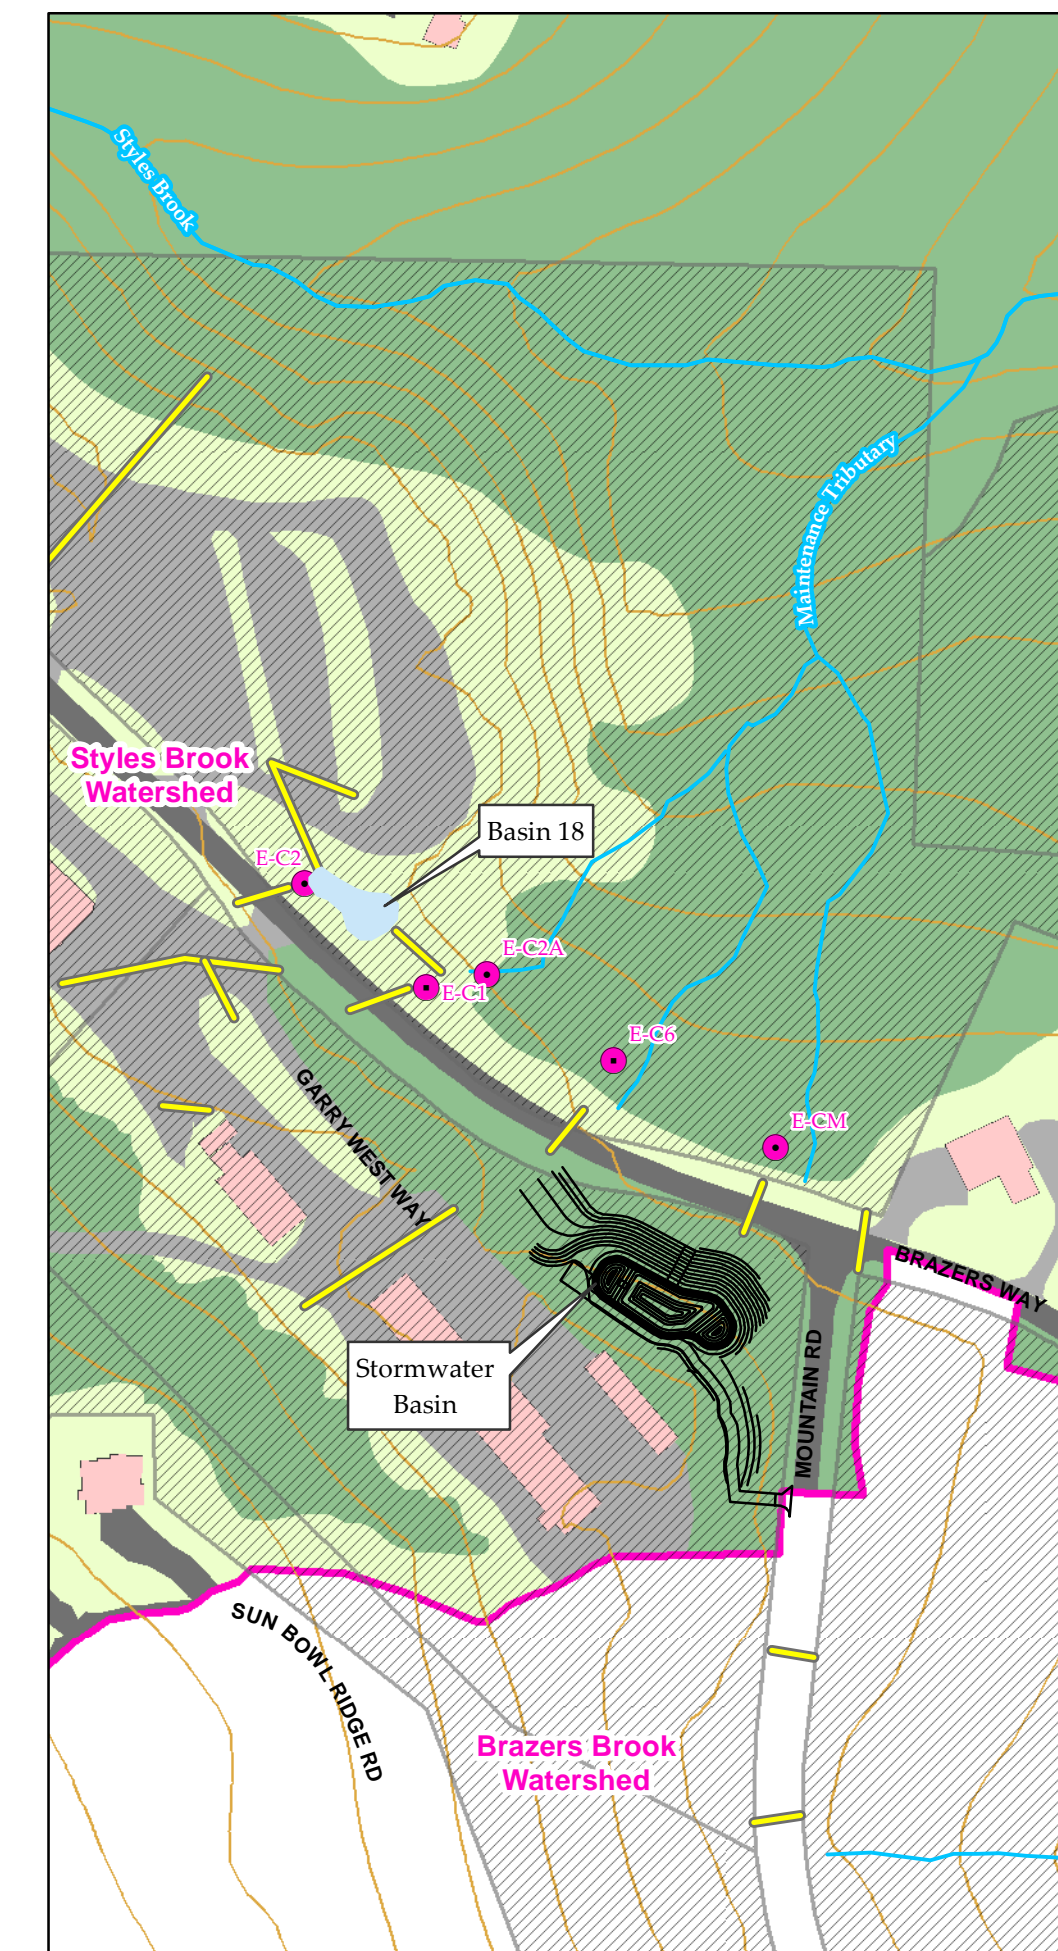 Styles Brook
Maintenance Tributary
Styles Brook
Watershed
Basin 18
E-C2
E-C2A
E-C1
E-C6
E-CM
GARRY WEST WAY
BRAZERS WAY
Stormwater
Basin
MOUNTAIN RD
SUN BOWL RIDGE RD
Brazers Brook
Watershed